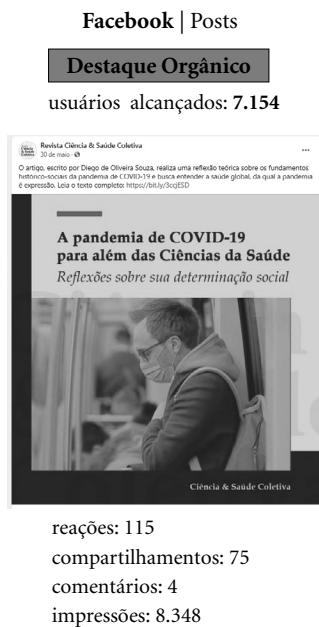 Facebook | Posts
Destaque Orgânico
usuários alcançados: 7.154
Revista Ciência & Saúde Coletiva
30 de maio ·
O artigo, escrito por Diego de Oliveira Souza, realiza uma reflexão teórica sobre os fundamentos
histórico-sociais da pandemia de COVID-19 e busca entender a saúde global, da qual a pandemia
é expressão. Leia o texto completo: https://bit.ly/3cqjESD
A pandemia de COVID-19
para além das Ciências da Saúde
Reflexões sobre sua determinação social
Ciência & Saúde Coletiva
reações: 115
compartilhamentos: 75
comentários: 4
impressões: 8.348